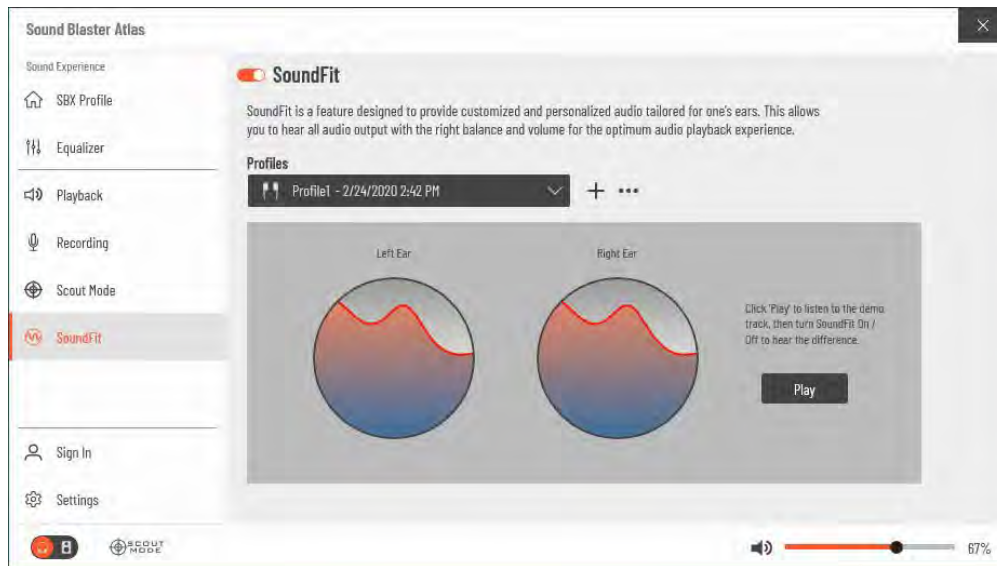 Sound Blaster Atlas
Sound Experience
SBX Profile
Equalizer
Playback
Recording
Scout Mode
SoundFit
Sign In
Settings
SoundFit
SoundFit is a feature designed to provide customized and personalized audio tailored for one's ears. This allows
you to hear all audio output with the right balance and volume for the optimum audio playback experience.
Profiles
Profile1 - 2/24/2020 2:42 PM
Left Ear
Right Ear
Click 'Play' to listen to the demo
track, then turn SoundFit On /
Off to hear the difference.
Play
SCOUT
MODE
67%